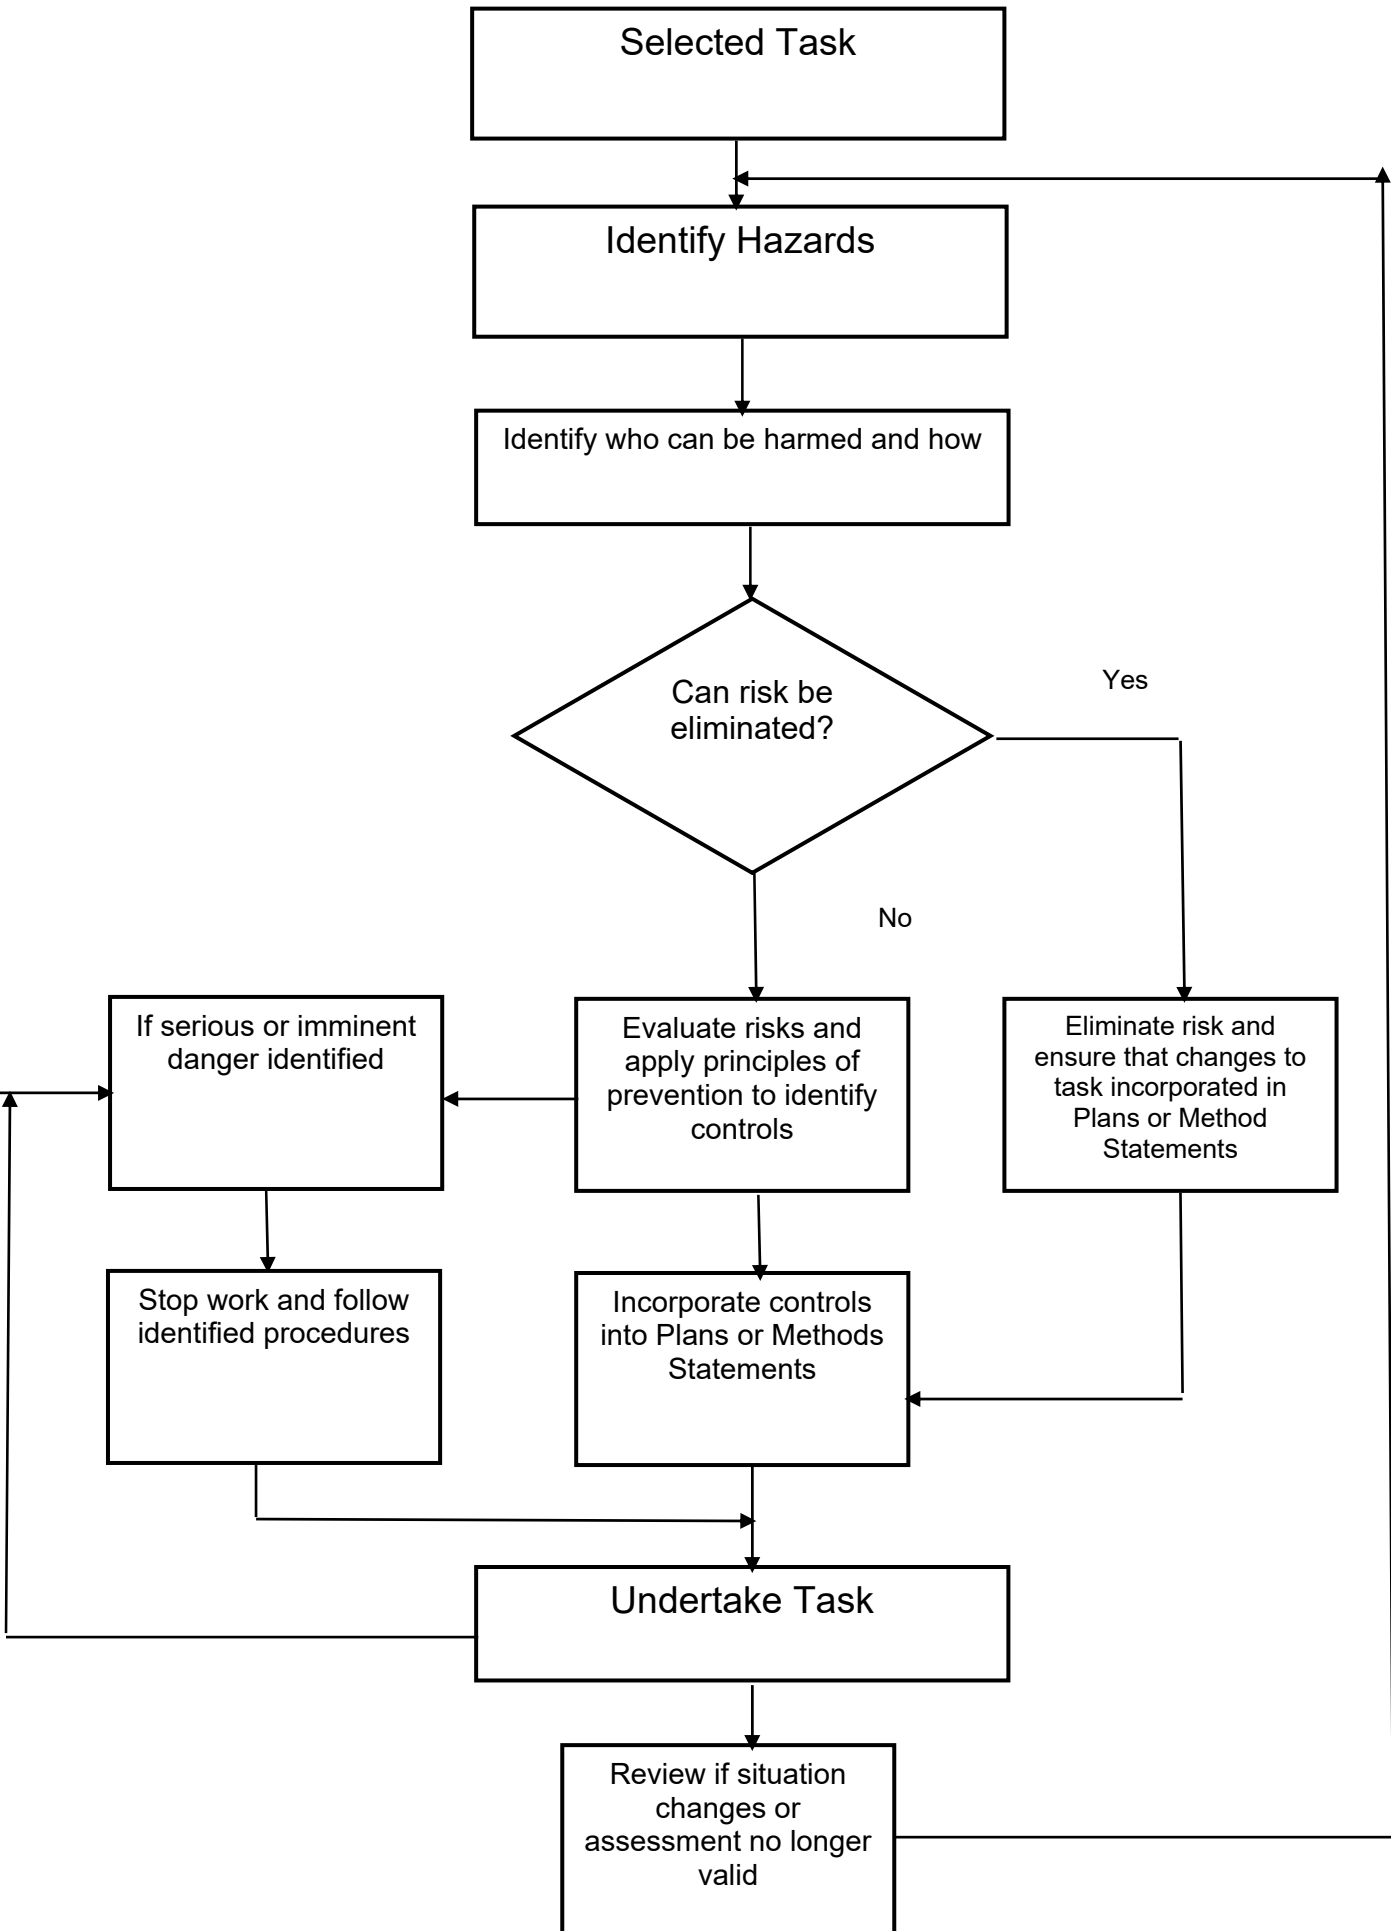 Selected Task
Identify Hazards
Identify who can be harmed and how
Can risk be
eliminated?
Yes
No
If serious or imminent
danger identified
Evaluate risks and
apply principles of
prevention to identify
controls
Eliminate risk and
ensure that changes to
task incorporated in
Plans or Method
Statements
Stop work and follow
identified procedures
Incorporate controls
into Plans or Methods
Statements
Undertake Task
Review if situation
changes or
assessment no longer
valid